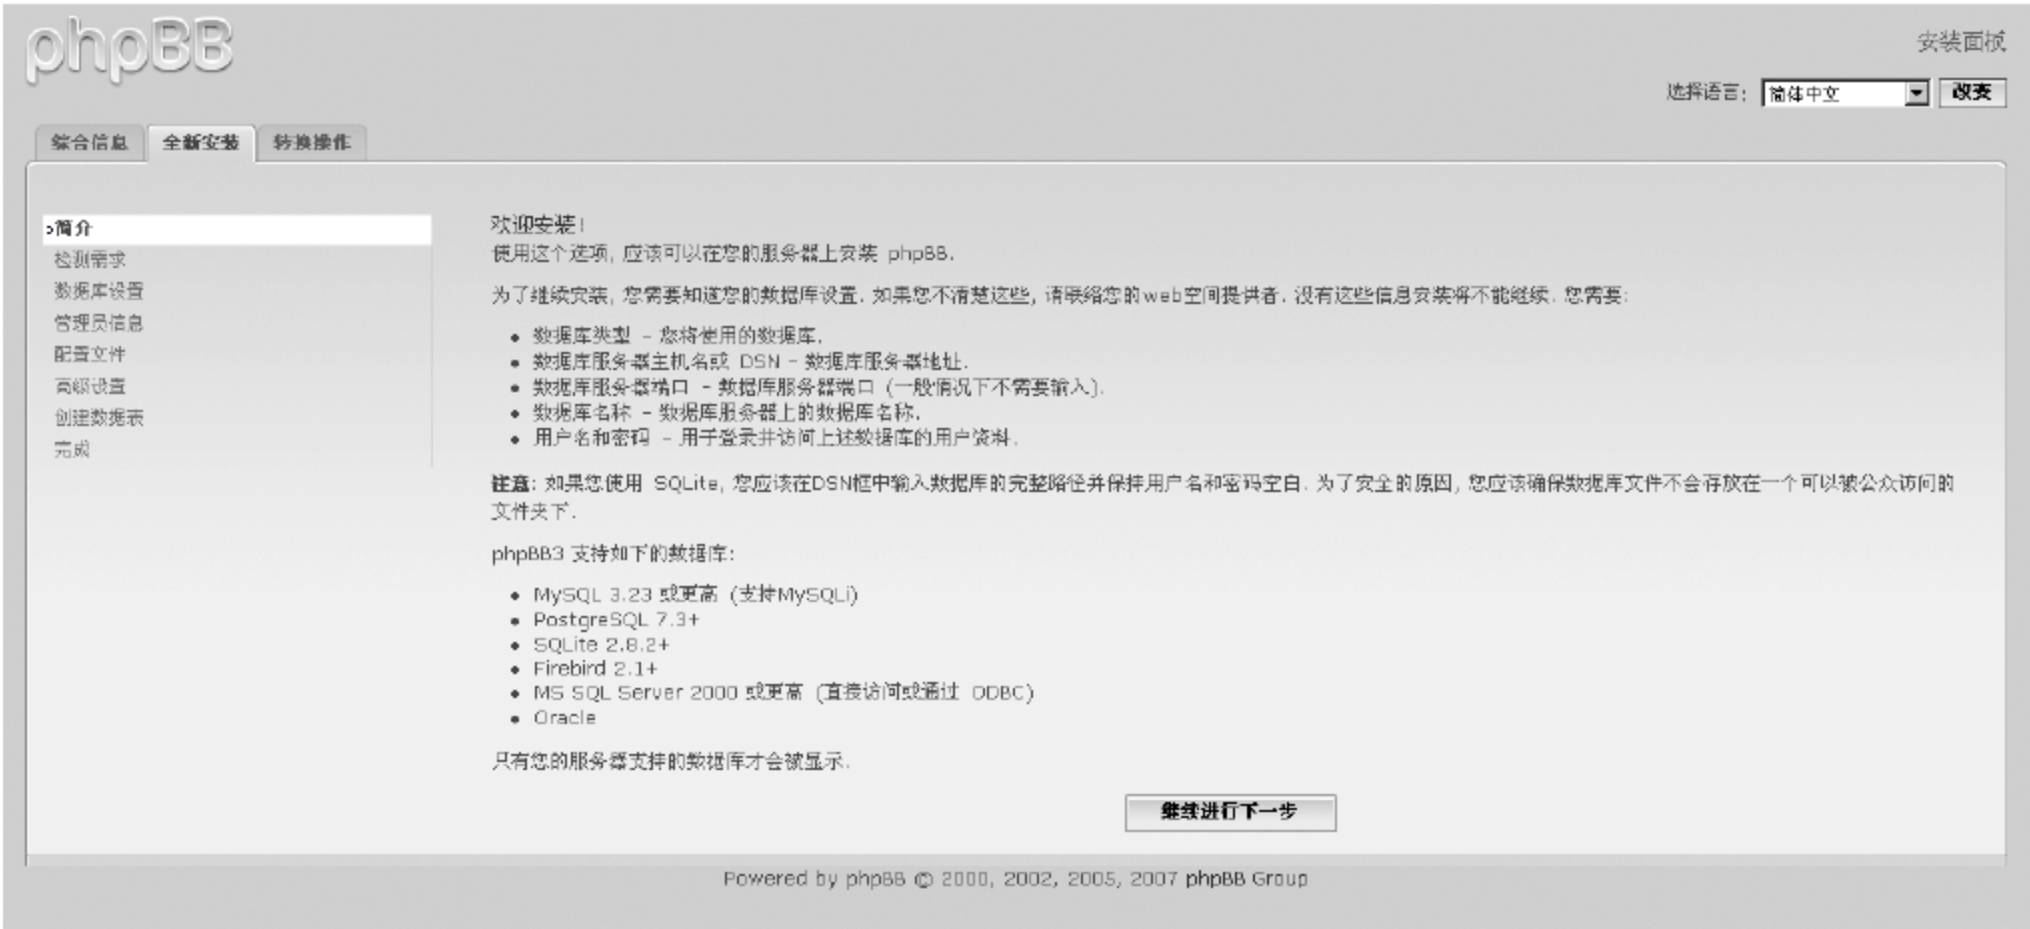 phpBB
安装面板
选择语言: 简体中文 改变
综合信息 全新安装 转换操作
›简介
检测需求
数据库设置
管理员信息
配置文件
高级设置
创建数据表
完成
欢迎安装!
使用这个选项, 应该可以在您的服务器上安装 phpBB.
为了继续安装, 您需要知道您的数据库设置. 如果您不清楚这些, 请联络您的web空间提供者. 没有这些信息安装将不能继续. 您需要:
• 数据库类型 - 您将使用的数据库.
• 数据库服务器主机名或 DSN - 数据库服务器地址.
• 数据库服务器端口 - 数据库服务器端口 (一般情况下不需要输入).
• 数据库名称 - 数据库服务器上的数据库名称.
• 用户名和密码 - 用于登录并访问上述数据库的用户资料.
注意: 如果您使用 SQLite, 您应该在DSN框中输入数据库的完整路径并保持用户名和密码空白. 为了安全的原因, 您应该确保数据库文件不会存放在一个可以被公众访问的
文件夹下.
phpBB3 支持如下的数据库:
• MySQL 3.23 或更高 (支持MySQLi)
• PostgreSQL 7.3+
• SQLite 2.8.2+
• Firebird 2.1+
• MS SQL Server 2000 或更高 (直接访问或通过 ODBC)
• Oracle
只有您的服务器支持的数据库才会被显示.
继续进行下一步
Powered by phpBB © 2000, 2002, 2005, 2007 phpBB Group